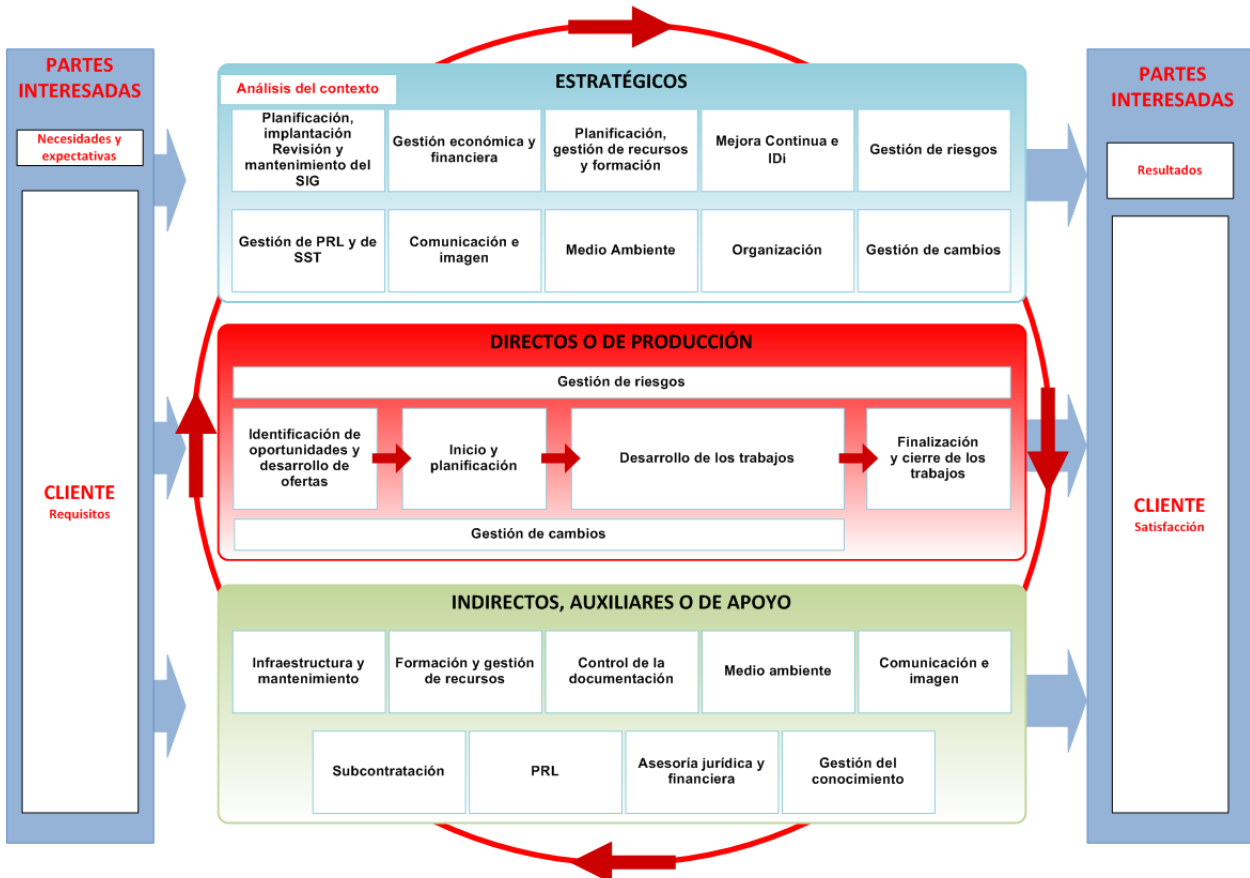 PARTES
INTERESADAS
Necesidades y
expectativas
CLIENTE
Requisitos
ESTRATÉGICOS
Análisis del contexto
Planificación,
implantación
Revisión y
mantenimiento del
SIG
Gestión económica y
financiera
Planificación,
gestión de recursos
y formación
Mejora Continua e
IDi
Gestión de riesgos
Gestión de PRL y de
SST
Comunicación e
imagen
Medio Ambiente
Organización
Gestión de cambios
DIRECTOS O DE PRODUCCIÓN
Gestión de riesgos
Identificación de
oportunidades y
desarrollo de
ofertas
Inicio y
planificación
Desarrollo de los trabajos
Finalización
y cierre de los
trabajos
Gestión de cambios
INDIRECTOS, AUXILIARES O DE APOYO
Infraestructura y
mantenimiento
Formación y gestión
de recursos
Control de la
documentación
Medio ambiente
Comunicación e
imagen
Subcontratación
PRL
Asesoría jurídica y
financiera
Gestión del
conocimiento
PARTES
INTERESADAS
Resultados
CLIENTE
Satisfacción